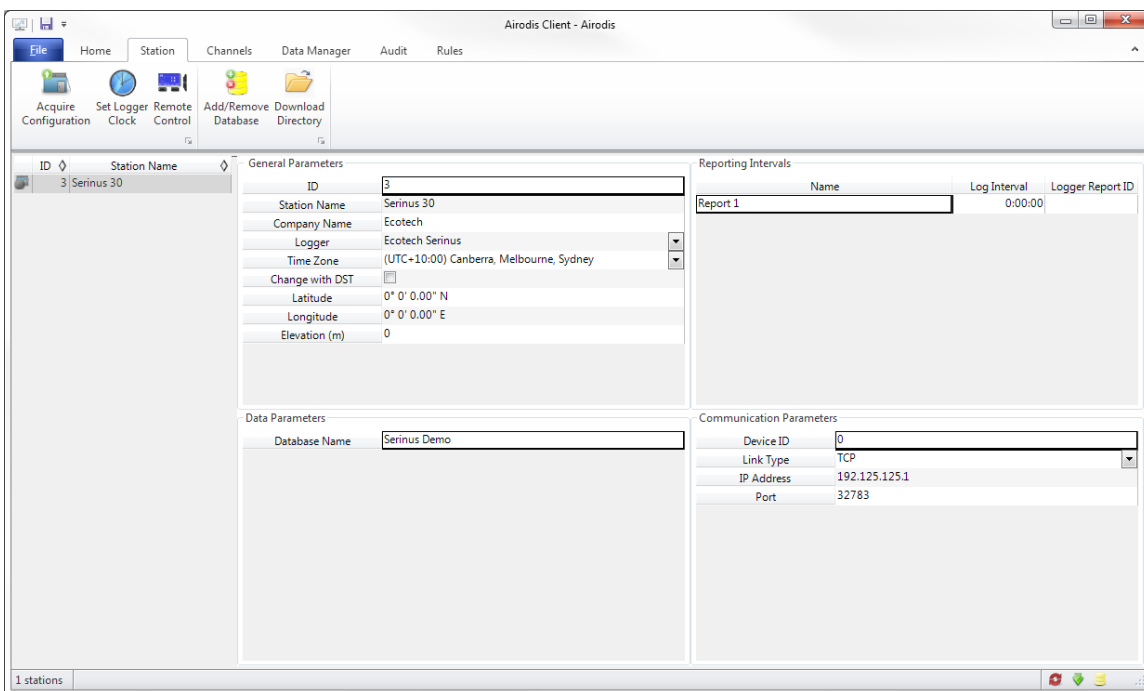 Airodis Client - Airodis
File Home Station Channels Data Manager Audit Rules
Acquire Configuration
Set Logger Clock
Remote Control
Add/Remove Database
Download Directory
ID Station Name
3 Serinus 30
General Parameters
ID 3
Station Name Serinus 30
Company Name Ecotech
Logger Ecotech Serinus
Time Zone (UTC+10:00) Canberra, Melbourne, Sydney
Change with DST
Latitude 0° 0' 0.00" N
Longitude 0° 0' 0.00" E
Elevation (m) 0
Reporting Intervals
Name Log Interval Logger Report ID
Report 1 0:00:00
Data Parameters
Database Name Serinus Demo
Communication Parameters
Device ID 0
Link Type TCP
IP Address 192.125.125.1
Port 32783
1 stations